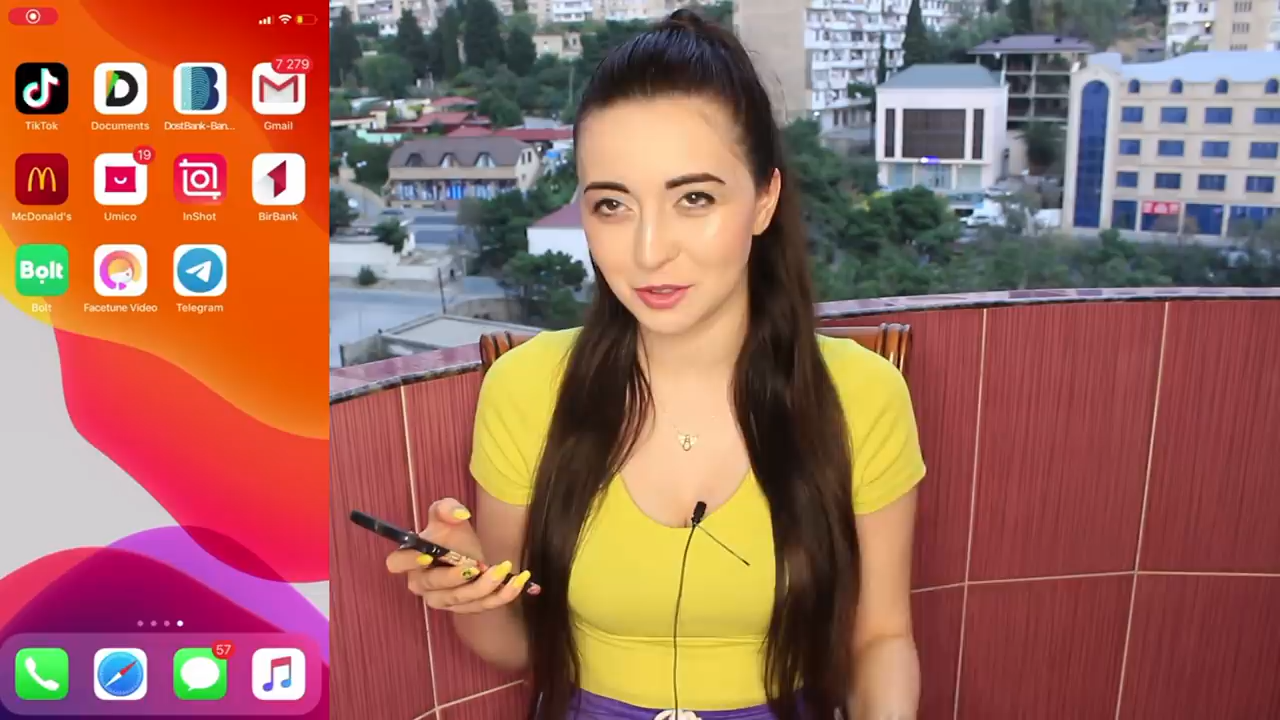 7 279
TikTok
Documents
DostBank-Ban...
Gmail
19
McDonald's
Umico
InShot
BirBank
Bolt
Bolt
Facetune Video
Telegram
57